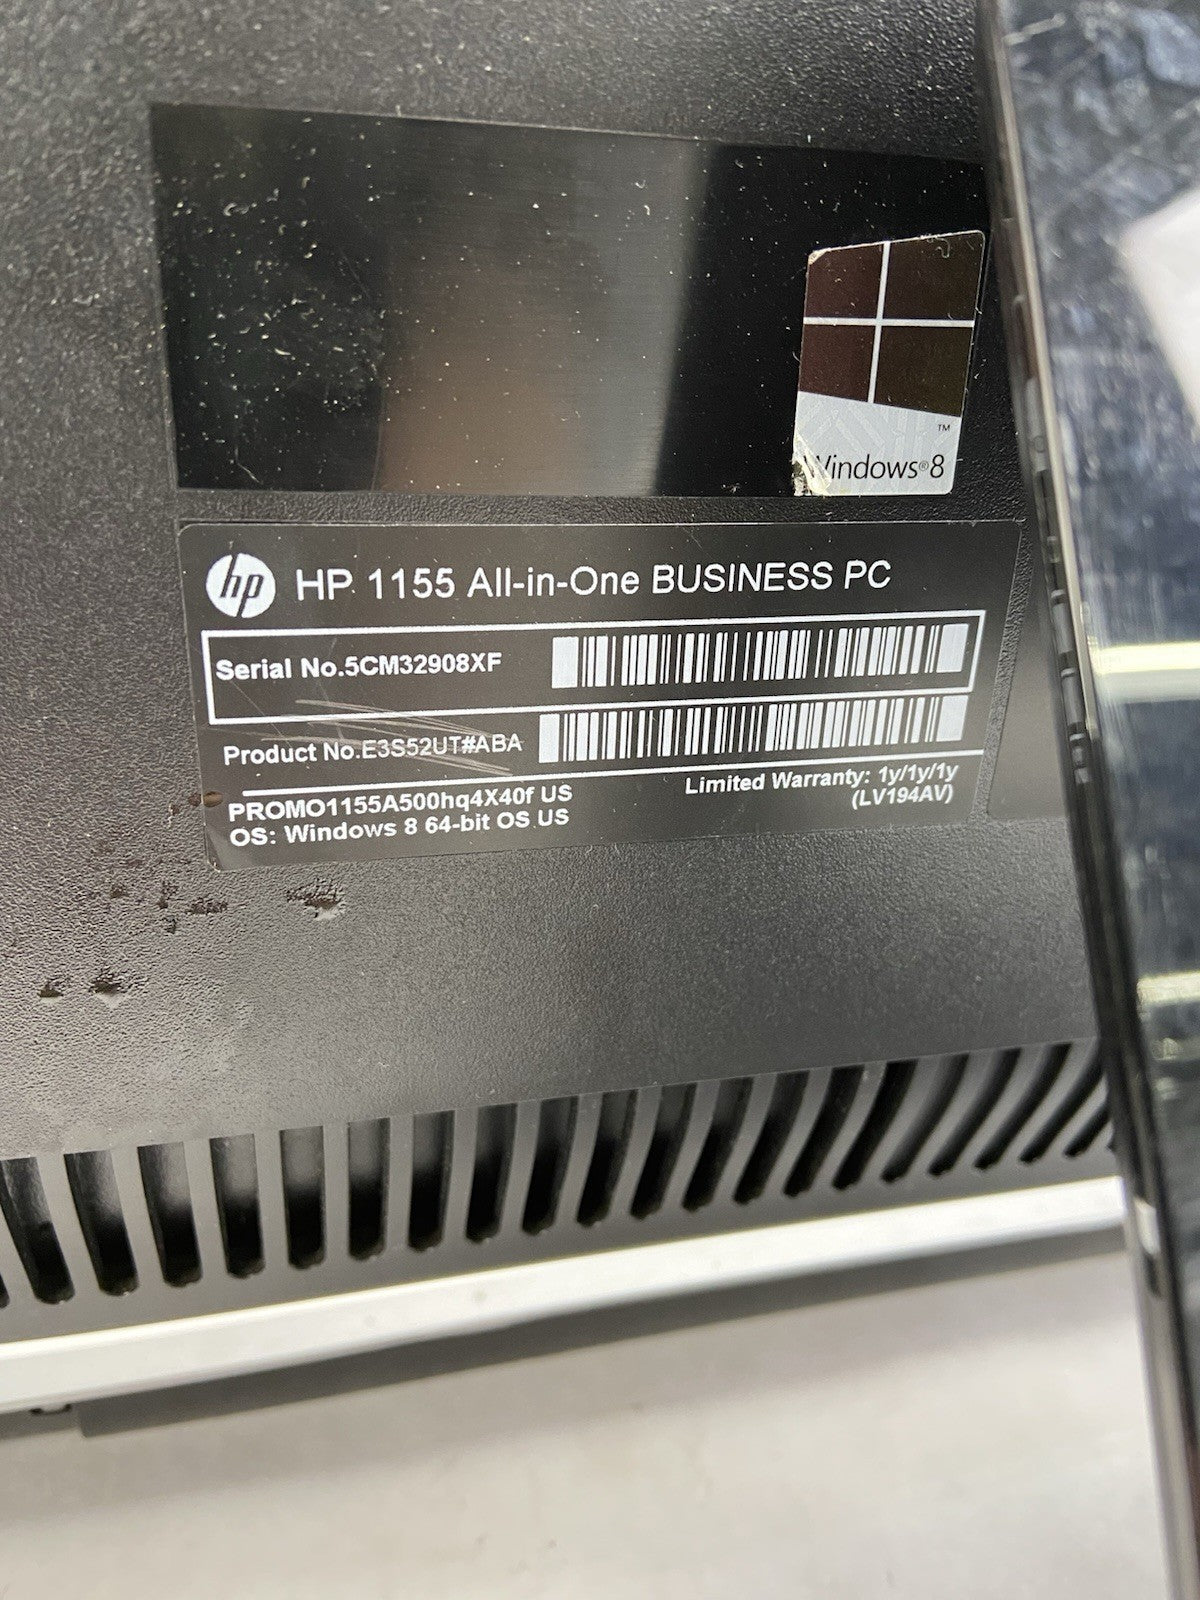 ™
Windows®8
hp
HP 1155 All-in-One BUSINESS PC
Serial No.5CM32908XF
Product No.E3S52UT#ABA
Limited Warranty: 1y/1y/1y
(LV194AV)
PROMO1155A500hq4X40f US
OS: Windows 8 64-bit OS US